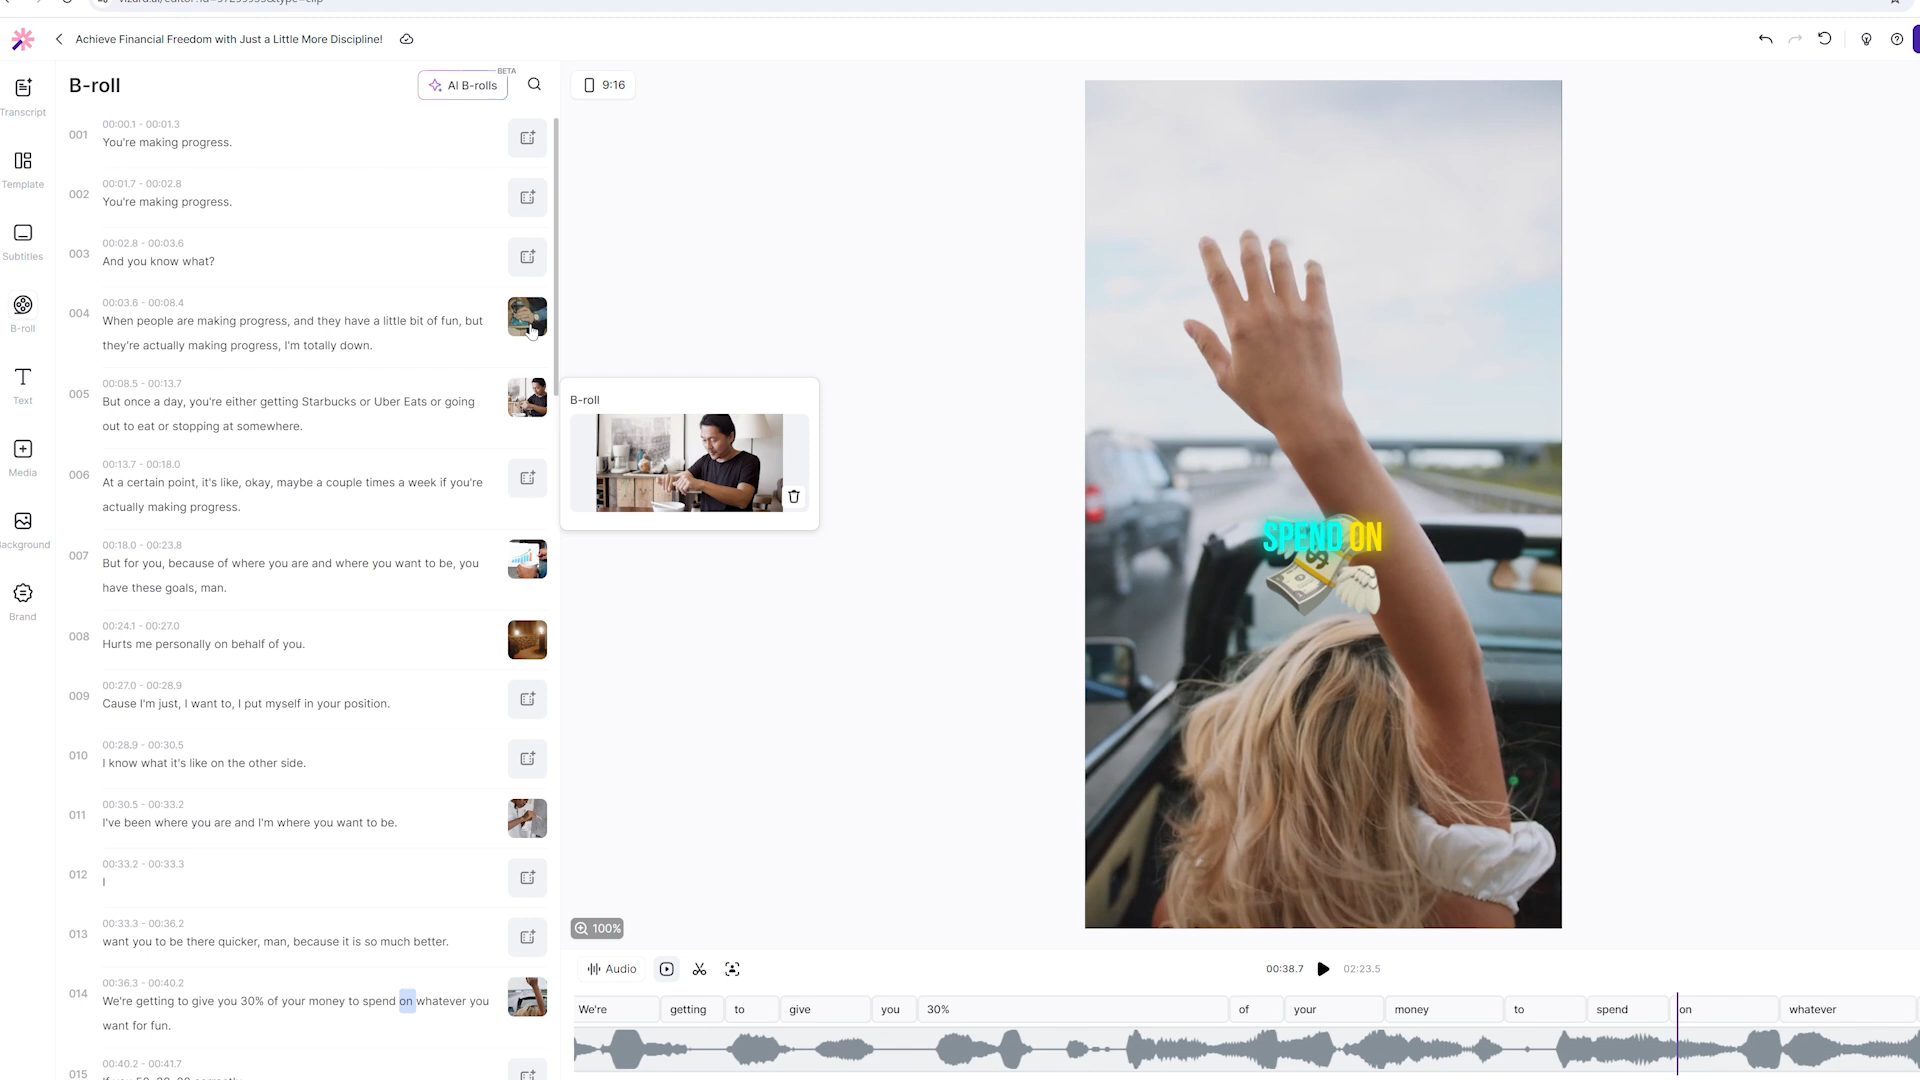 Achieve Financial Freedom with Just a Little More Discipline!
B-roll
BETA
AI B-rolls
9:16
Transcript
Template
Subtitles
B-roll
Text
Media
Background
Brand
001
00:00.1 - 00:01.3
You're making progress.
002
00:01.7 - 00:02.8
You're making progress.
003
00:02.8 - 00:03.6
And you know what?
004
00:03.6 - 00:08.4
When people are making progress, and they have a little bit of fun, but
they're actually making progress, I'm totally down.
005
00:08.5 - 00:13.7
But once a day, you're either getting Starbucks or Uber Eats or going
out to eat or stopping at somewhere.
006
00:13.7 - 00:18.0
At a certain point, it's like, okay, maybe a couple times a week if you're
actually making progress.
007
00:18.0 - 00:23.8
But for you, because of where you are and where you want to be, you
have these goals, man.
008
00:24.1 - 00:27.0
Hurts me personally on behalf of you.
009
00:27.0 - 00:28.9
Cause I'm just, I want to, I put myself in your position.
010
00:28.9 - 00:30.5
I know what it's like on the other side.
011
00:30.5 - 00:33.2
I've been where you are and I'm where you want to be.
012
00:33.2 - 00:33.3
I
013
00:33.3 - 00:36.2
want you to be there quicker, man, because it is so much better.
014
00:36.3 - 00:40.2
We're getting to give you 30% of your money to spend on whatever you
want for fun.
015
00:40.2 - 00:41.7
B-roll
SPEND ON
100%
Audio
00:38.7
02:23.5
We're getting to give you 30% of your money to spend on whatever